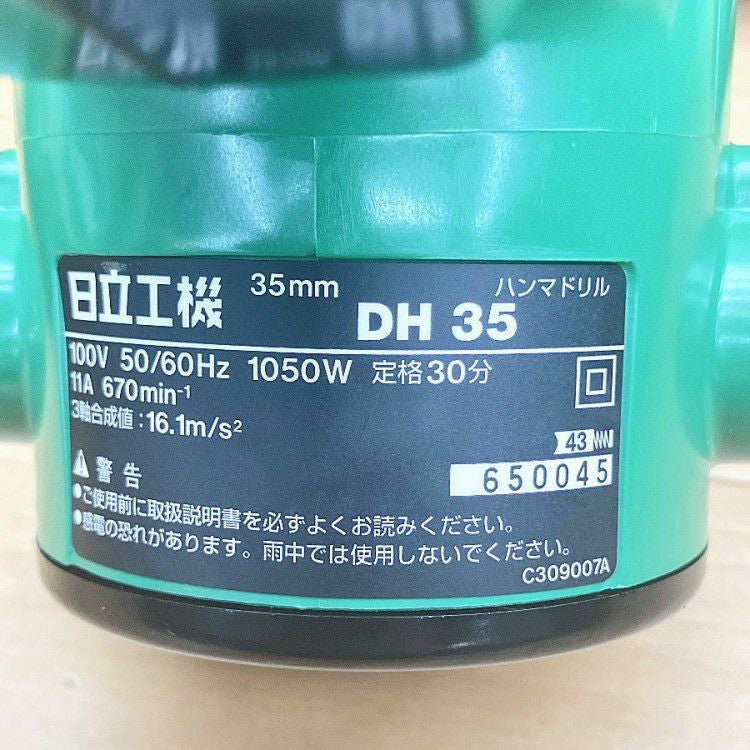 日立工機 35mm DH 35 ハンマドリル
100V 50/60Hz 1050W 定格30分
11A 670min⁻¹
3軸合成値:16.1m/s²
43
650045
警告
●ご使用前に取扱説明書を必ずよくお読みください。
●感電の恐れがあります。雨中では使用しないでください。
C309007A